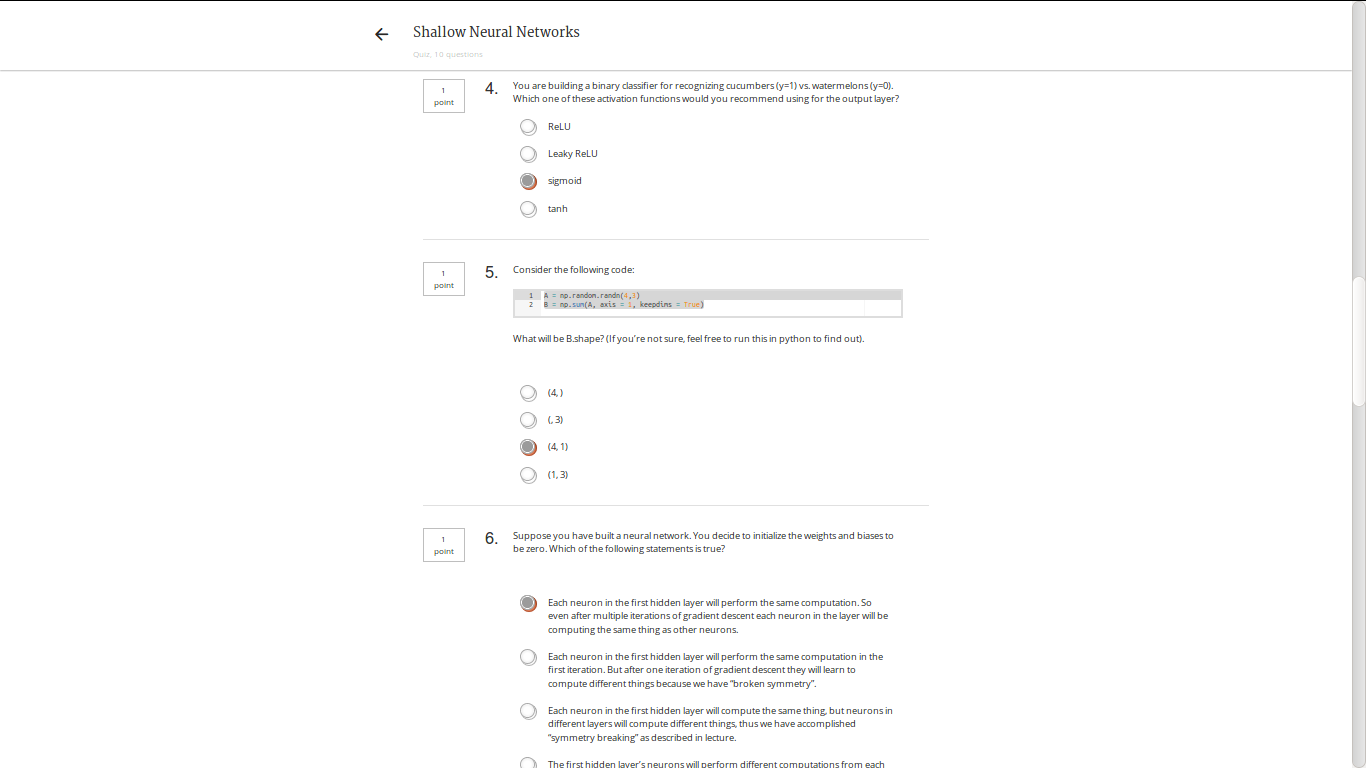 Shallow Neural Networks
Quiz, 10 questions
1
point
4.
You are building a binary classifier for recognizing cucumbers (y=1) vs. watermelons (y=0).
Which one of these activation functions would you recommend using for the output layer?
ReLU
Leaky ReLU
sigmoid
tanh
1
point
5.
Consider the following code:
1 A = np.random.randn(4,3)
2 B = np.sum(A, axis = 1, keepdims = True)
What will be B.shape? (If you’re not sure, feel free to run this in python to find out).
(4, )
(, 3)
(4, 1)
(1, 3)
1
point
6.
Suppose you have built a neural network. You decide to initialize the weights and biases to
be zero. Which of the following statements is true?
Each neuron in the first hidden layer will perform the same computation. So
even after multiple iterations of gradient descent each neuron in the layer will be
computing the same thing as other neurons.
Each neuron in the first hidden layer will perform the same computation in the
first iteration. But after one iteration of gradient descent they will learn to
compute different things because we have “broken symmetry”.
Each neuron in the first hidden layer will compute the same thing, but neurons in
different layers will compute different things, thus we have accomplished
“symmetry breaking” as described in lecture.
The first hidden layer’s neurons will perform different computations from each